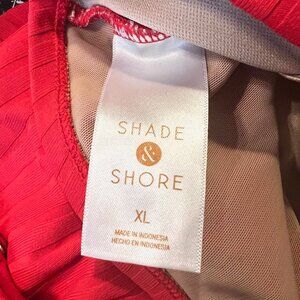 SHADE
&
SHORE
XL
MADE IN INDONESIA
HECHO EN INDONESIA